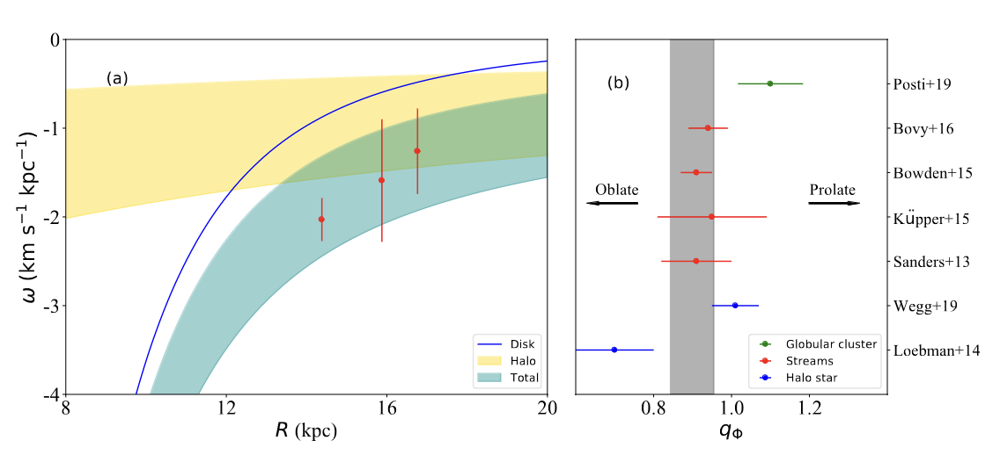 (a)
0
-1
-2
-3
-4
ω (km s⁻¹ kpc⁻¹)
8
12
16
20
R (kpc)
Disk
Halo
Total
(b)
Oblate
Prolate
Posti+19
Bovy+16
Bowden+15
Küpper+15
Sanders+13
Wegg+19
Loebman+14
Globular cluster
Streams
Halo star
0.8
1.0
1.2
qΦ